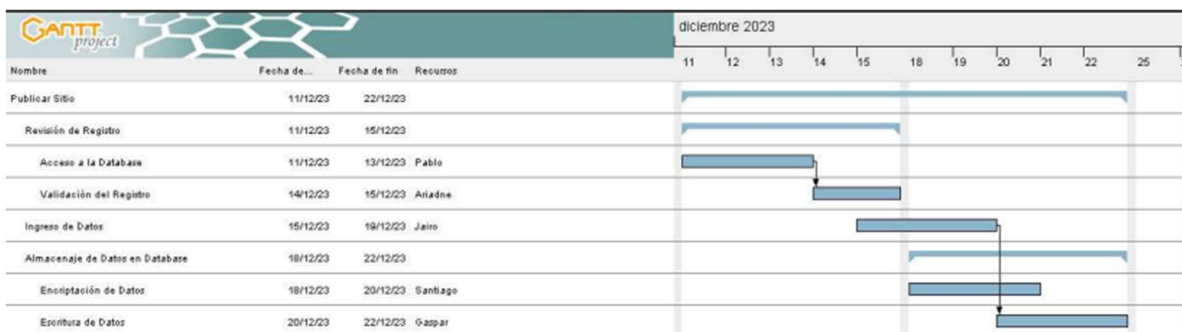 GANTT
project
diciembre 2023
11 12 13 14 15 18 19 20 21 22 25
Nombre Fecha de... Fecha de fin Recursos
Publicar Sitio 11/12/23 22/12/23
Revisión de Registro 11/12/23 15/12/23
Acceso a la Database 11/12/23 13/12/23 Pablo
Validación del Registro 14/12/23 15/12/23 Ariadne
Ingreso de Datos 15/12/23 19/12/23 Jairo
Almacenaje de Datos en Database 18/12/23 22/12/23
Encriptación de Datos 18/12/23 20/12/23 Santiago
Escritura de Datos 20/12/23 22/12/23 Gaspar